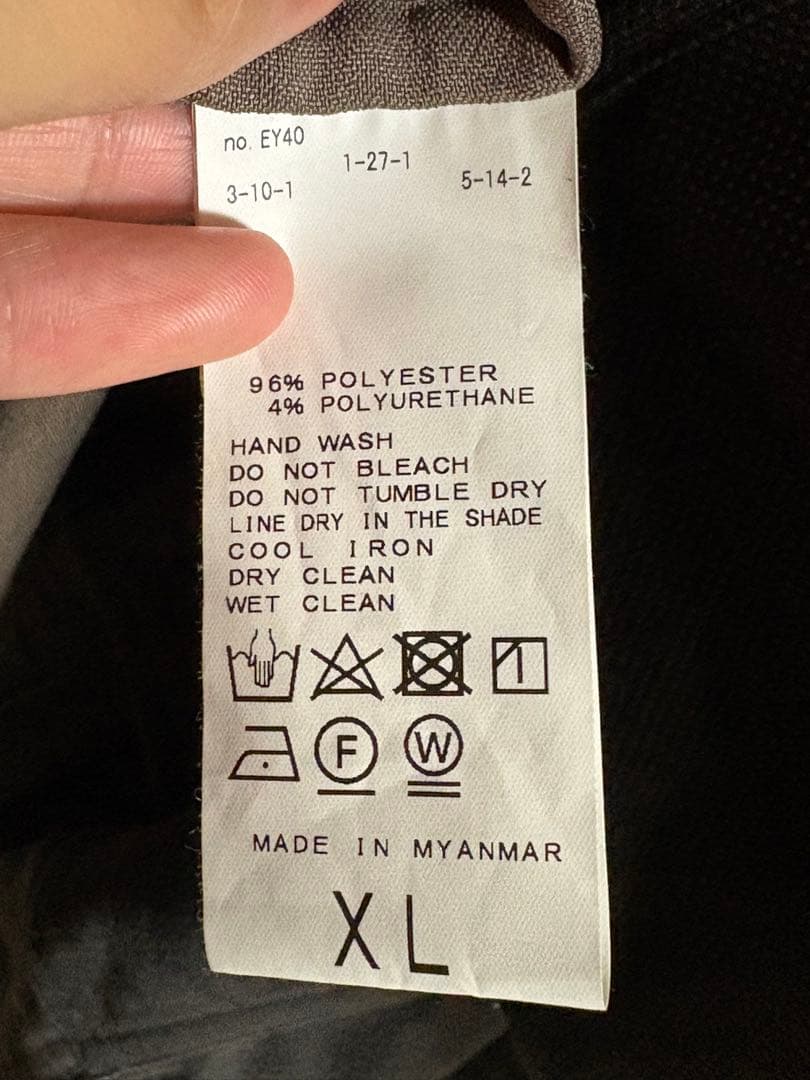 no. EY40
1-27-1
3-10-1
5-14-2
96% POLYESTER
4% POLYURETHANE
HAND WASH
DO NOT BLEACH
DO NOT TUMBLE DRY
LINE DRY IN THE SHADE
COOL IRON
DRY CLEAN
WET CLEAN
F W
MADE IN MYANMAR
XL